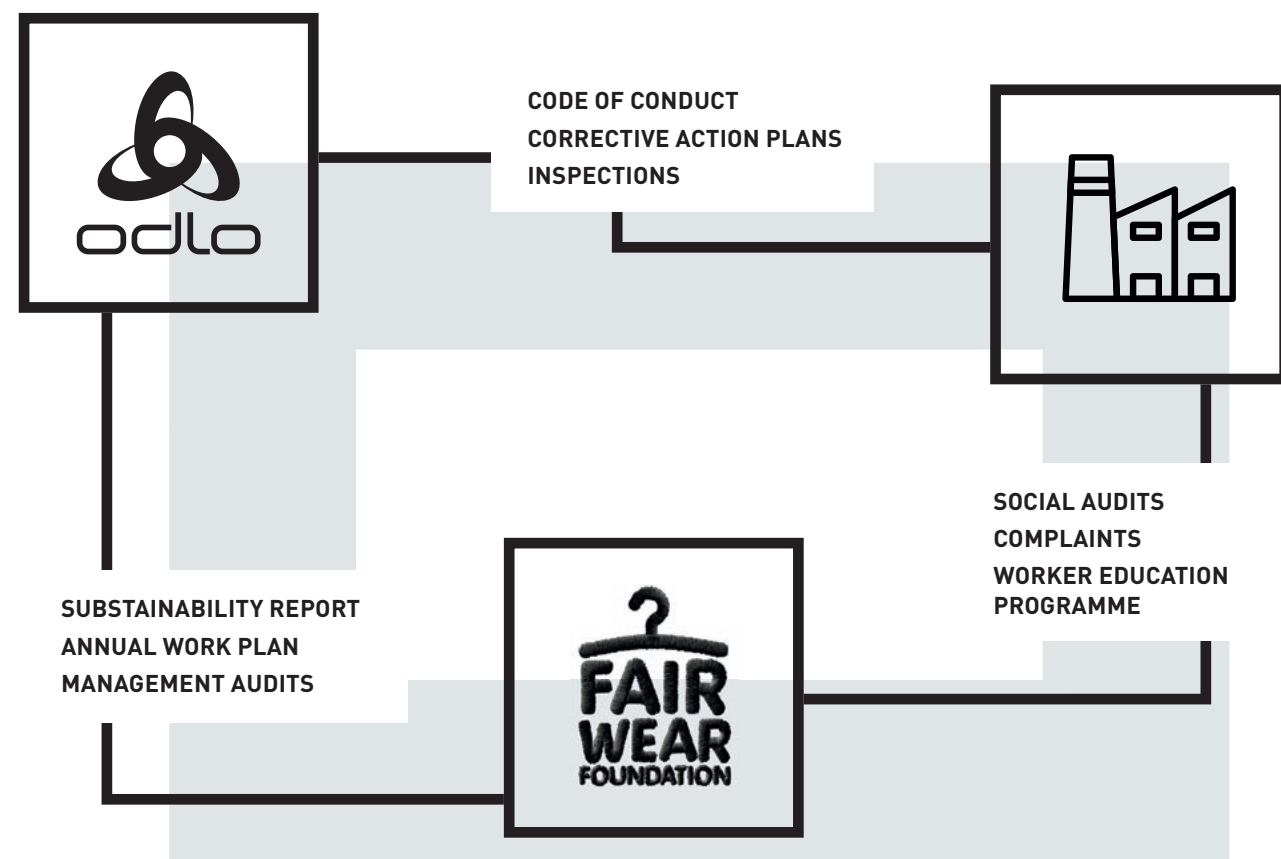 odlo
CODE OF CONDUCT
CORRECTIVE ACTION PLANS
INSPECTIONS
SOCIAL AUDITS
COMPLAINTS
WORKER EDUCATION
PROGRAMME
SUBSTAINABILITY REPORT
ANNUAL WORK PLAN
MANAGEMENT AUDITS
FAIR
WEAR
FOUNDATION